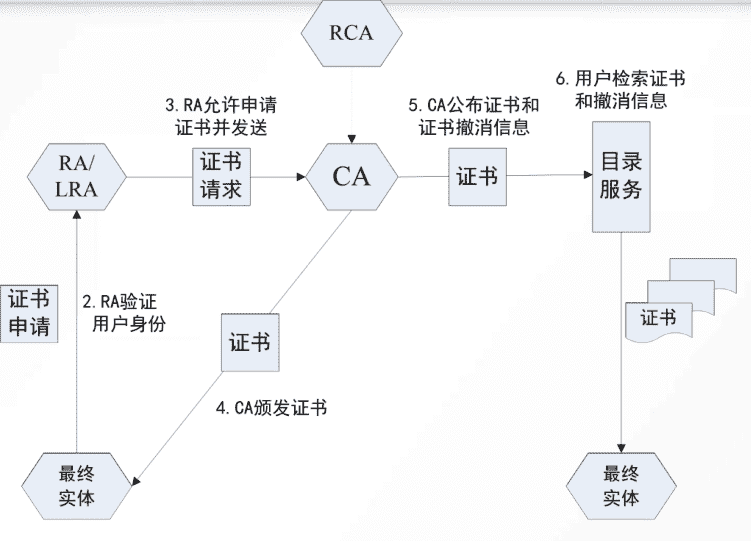 RCA
3.RA允许申请
证书并发送
5.CA公布证书和
证书撤消信息
6.用户检索证书
和撤消信息
RA/
LRA
证书
请求
CA
证书
目录
服务
证书
申请
2.RA验证
用户身份
证书
证书
4.CA颁发证书
最终
实体
最终
实体